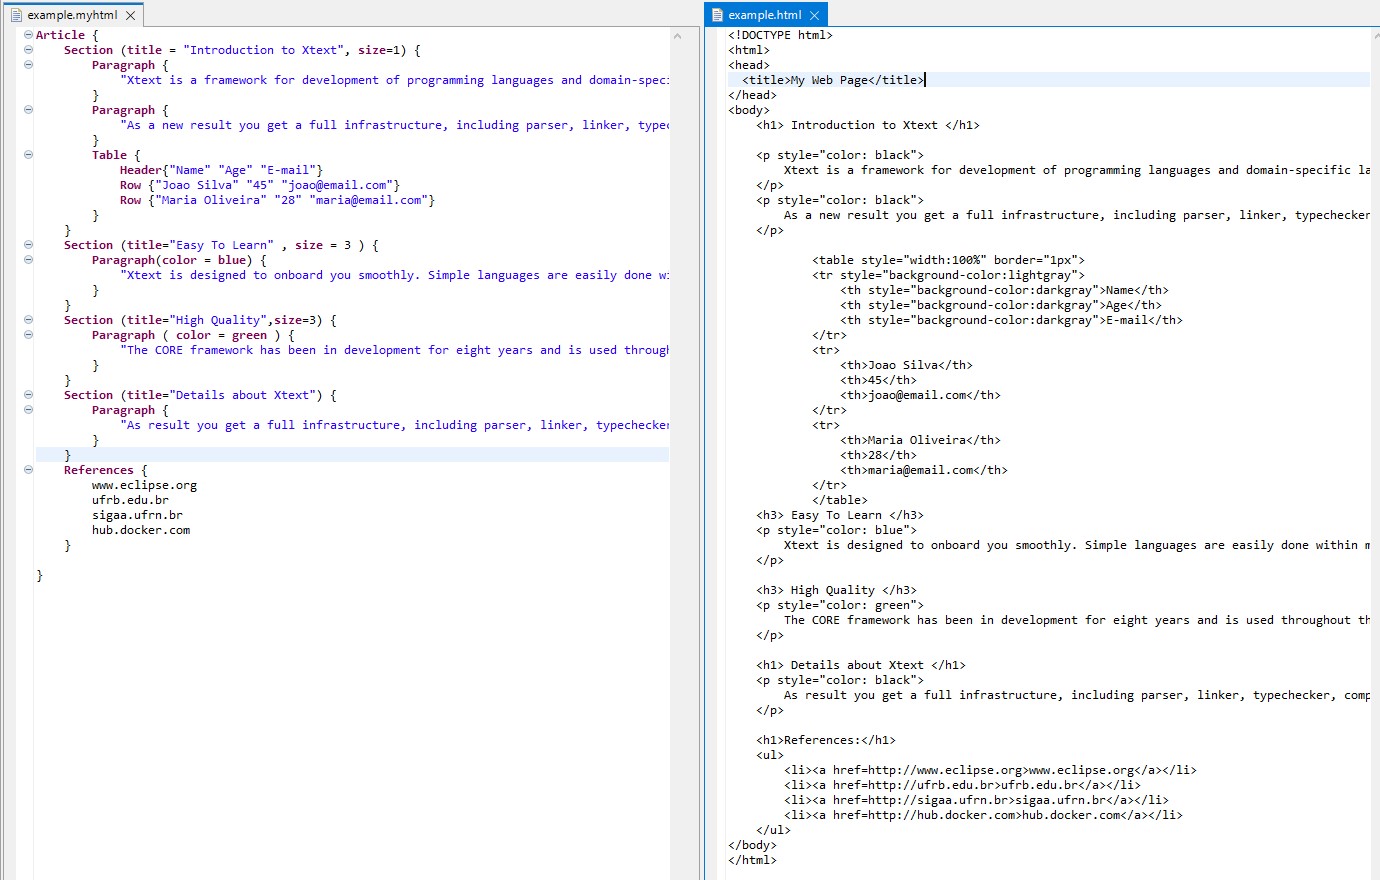 example.myhtml
Article {
Section (title = "Introduction to Xtext", size=1) {
Paragraph {
"Xtext is a framework for development of programming languages and domain-speci
}
Paragraph {
"As a new result you get a full infrastructure, including parser, linker, typec
}
Table {
Header{"Name" "Age" "E-mail"}
Row {"Joao Silva" "45" "joao@email.com"}
Row {"Maria Oliveira" "28" "maria@email.com"}
}
}
Section (title="Easy To Learn" , size = 3 ) {
Paragraph(color = blue) {
"Xtext is designed to onboard you smoothly. Simple languages are easily done wi
}
}
Section (title="High Quality",size=3) {
Paragraph ( color = green ) {
"The CORE framework has been in development for eight years and is used through
}
}
Section (title="Details about Xtext") {
Paragraph {
"As result you get a full infrastructure, including parser, linker, typechecker
}
}
References {
www.eclipse.org
ufrb.edu.br
sigaa.ufrn.br
hub.docker.com
}
}
example.html
<!DOCTYPE html>
<html>
<head>
<title>My Web Page</title>
</head>
<body>
<h1> Introduction to Xtext </h1>
<p style="color: black">
Xtext is a framework for development of programming languages and domain-specific la
</p>
<p style="color: black">
As a new result you get a full infrastructure, including parser, linker, typechecker
</p>
<table style="width:100%" border="1px">
<tr style="background-color:lightgray">
<th style="background-color:darkgray">Name</th>
<th style="background-color:darkgray">Age</th>
<th style="background-color:darkgray">E-mail</th>
</tr>
<tr>
<th>Joao Silva</th>
<th>45</th>
<th>joao@email.com</th>
</tr>
<tr>
<th>Maria Oliveira</th>
<th>28</th>
<th>maria@email.com</th>
</tr>
</table>
<h3> Easy To Learn </h3>
<p style="color: blue">
Xtext is designed to onboard you smoothly. Simple languages are easily done within m
</p>
<h3> High Quality </h3>
<p style="color: green">
The CORE framework has been in development for eight years and is used throughout th
</p>
<h1> Details about Xtext </h1>
<p style="color: black">
As result you get a full infrastructure, including parser, linker, typechecker, comp
</p>
<h1>References:</h1>
<ul>
<li><a href=http://www.eclipse.org>www.eclipse.org</a></li>
<li><a href=http://ufrb.edu.br>ufrb.edu.br</a></li>
<li><a href=http://sigaa.ufrn.br>sigaa.ufrn.br</a></li>
<li><a href=http://hub.docker.com>hub.docker.com</a></li>
</ul>
</body>
</html>